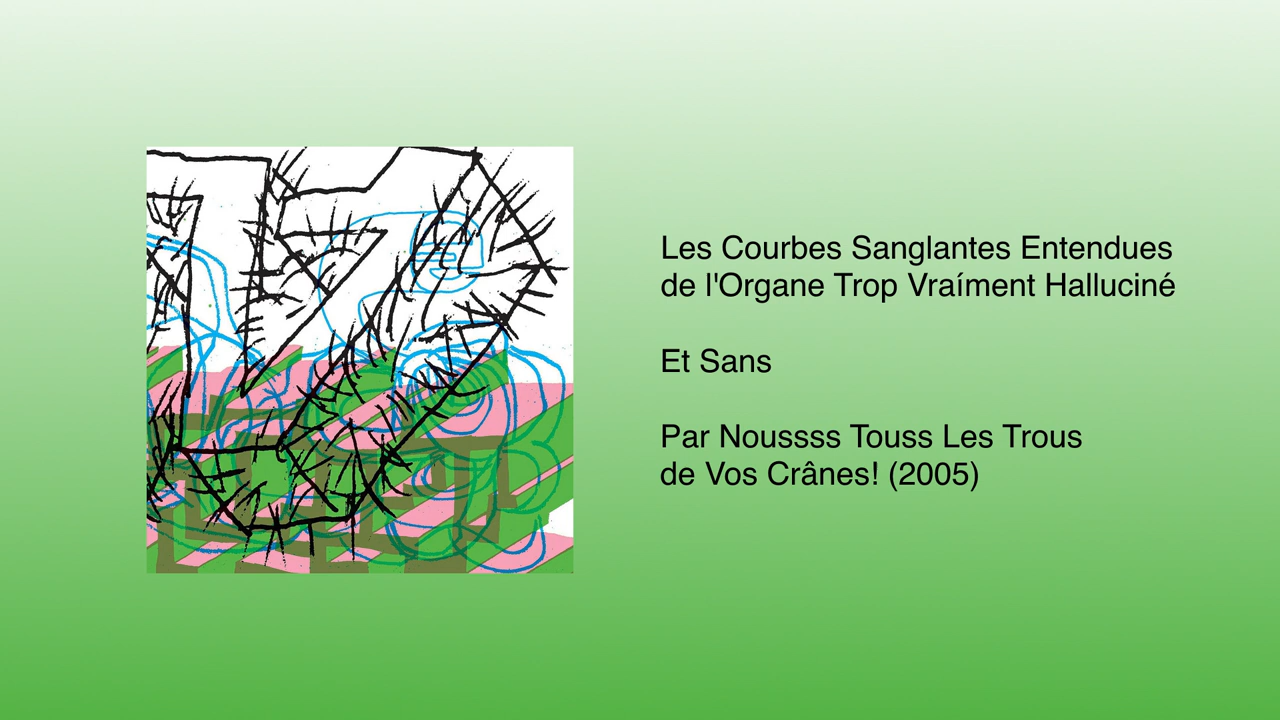 Les Courbes Sanglantes Entendues
de l'Organe Trop Vraíment Halluciné
Et Sans
Par Noussss Touss Les Trous
de Vos Crânes! (2005)